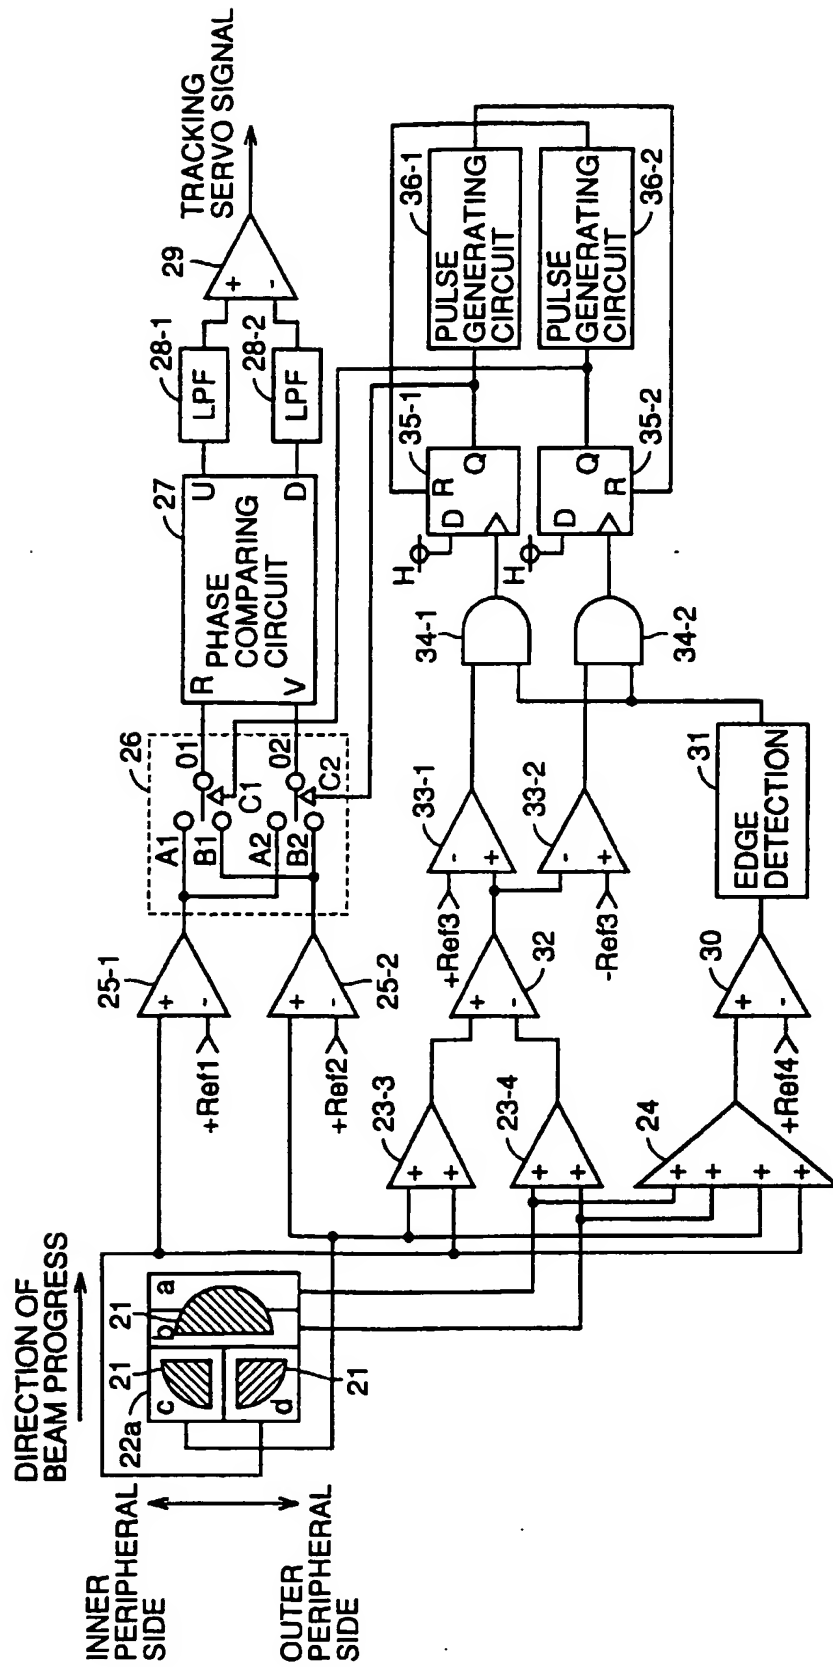 DIRECTION OF
BEAM PROGRESS
INNER
PERIPHERAL
SIDE
OUTER
PERIPHERAL
SIDE
22a
21
21
21
a
b
c
d
25-1
+
-
+Ref1
25-2
+
-
+Ref2
26
A1
B1
A2
B2
01
02
C1
C2
27
R
V
PHASE
COMPARING
CIRCUIT
U
D
28-1
LPF
28-2
LPF
29
+
-
TRACKING
SERVO SIGNAL
23-3
+
+
23-4
+
+
24
+
+
+
+
32
+
-
33-1
-
+
+Ref3
33-2
-
+
-Ref3
30
+
-
+Ref4
31
EDGE
DETECTION
34-1
34-2
H
H
35-1
D
R
Q
35-2
D
R
Q
36-1
PULSE
GENERATING
CIRCUIT
36-2
PULSE
GENERATING
CIRCUIT